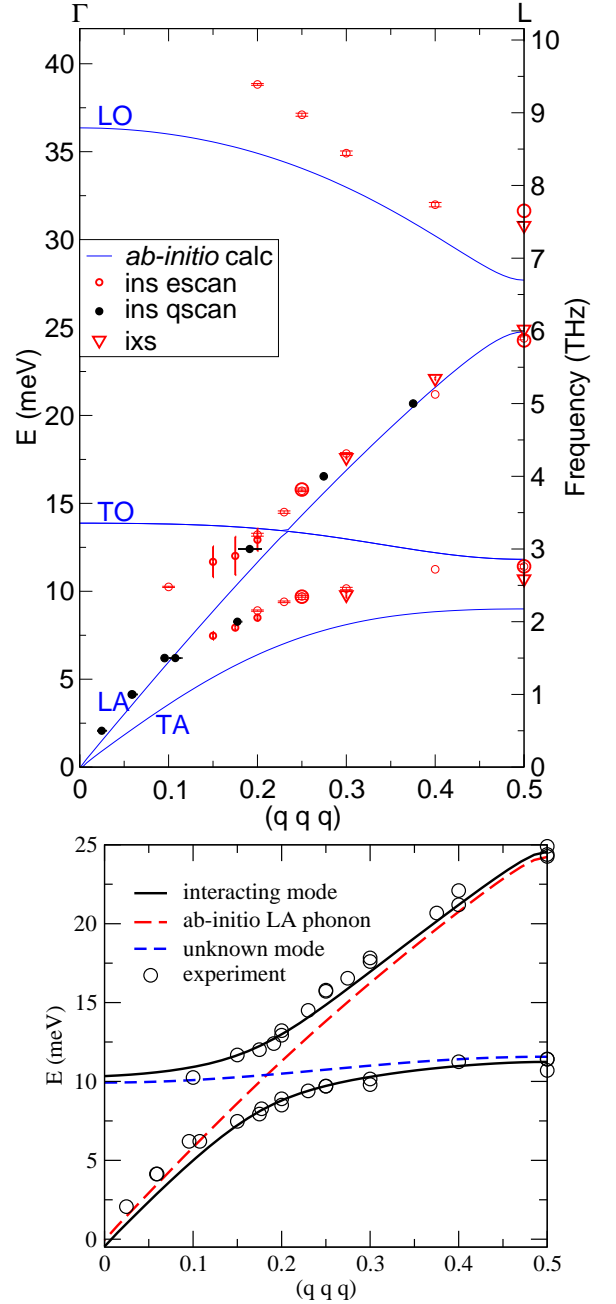 Γ L
40
35
30
25
20
15
10
5
0
E (meV)
10
9
8
7
6
5
4
3
2
1
0
Frequency (THz)
LO
ab-initio calc
ins escan
ins qscan
ixs
TO
LA
TA
0 0.1 0.2 0.3 0.4 0.5
(q q q)
25
20
15
10
5
0
E (meV)
interacting mode
ab-initio LA phonon
unknown mode
experiment
0 0.1 0.2 0.3 0.4 0.5
(q q q)